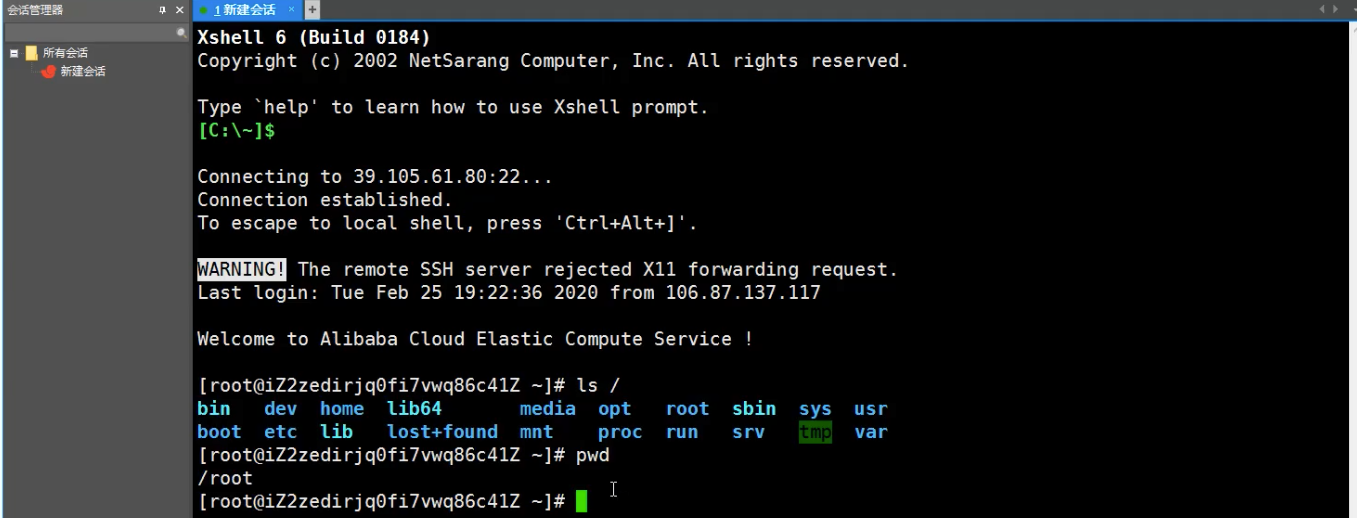 会话管理器
1 新建会话
所有会话
新建会话
Xshell 6 (Build 0184)
Copyright (c) 2002 NetSarang Computer, Inc. All rights reserved.
Type `help' to learn how to use Xshell prompt.
[C:\~]$
Connecting to 39.105.61.80:22...
Connection established.
To escape to local shell, press 'Ctrl+Alt+]'.
WARNING! The remote SSH server rejected X11 forwarding request.
Last login: Tue Feb 25 19:22:36 2020 from 106.87.137.117
Welcome to Alibaba Cloud Elastic Compute Service !
[root@iZ2zedirjq0fi7vwq86c41Z ~]# ls /
bin dev home lib64 media opt root sbin sys usr
boot etc lib lost+found mnt proc run srv tmp var
[root@iZ2zedirjq0fi7vwq86c41Z ~]# pwd
/root
[root@iZ2zedirjq0fi7vwq86c41Z ~]#